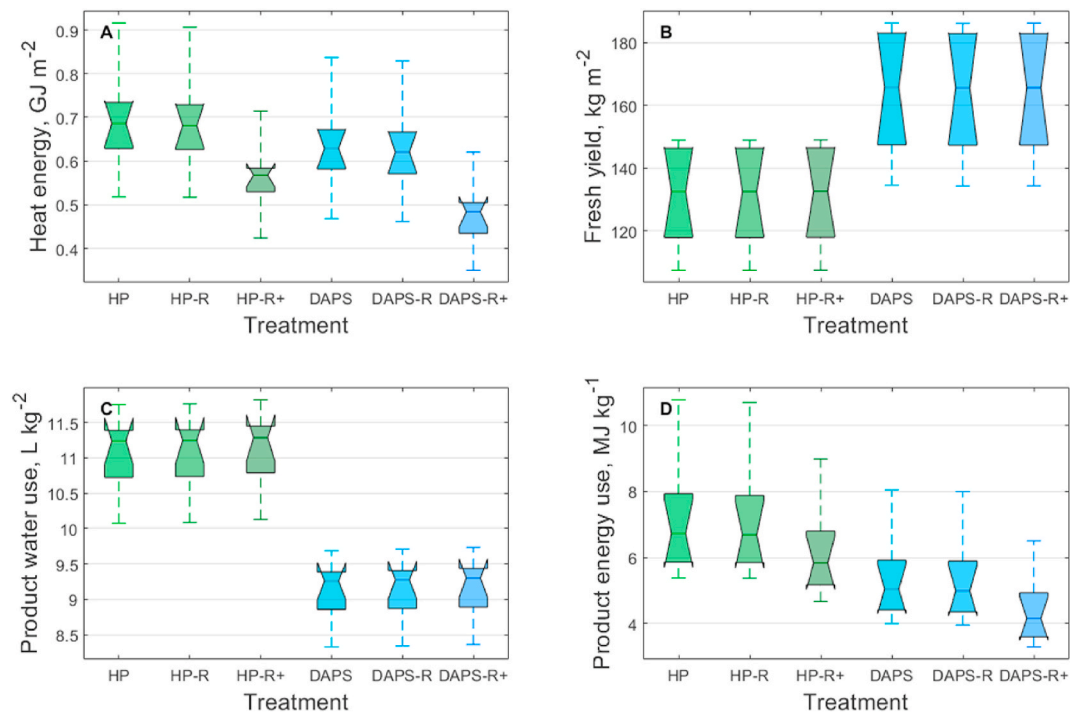 A
Heat energy, GJ m⁻²
0.9
0.8
0.7
0.6
0.5
0.4
HP HP-R HP-R+ DAPS DAPS-R DAPS-R+
Treatment
B
Fresh yield, kg m⁻²
180
160
140
120
HP HP-R HP-R+ DAPS DAPS-R DAPS-R+
Treatment
C
Product water use, L kg⁻²
11.5
11
10.5
10
9.5
9
8.5
HP HP-R HP-R+ DAPS DAPS-R DAPS-R+
Treatment
D
Product energy use, MJ kg⁻¹
10
8
6
4
HP HP-R HP-R+ DAPS DAPS-R DAPS-R+
Treatment